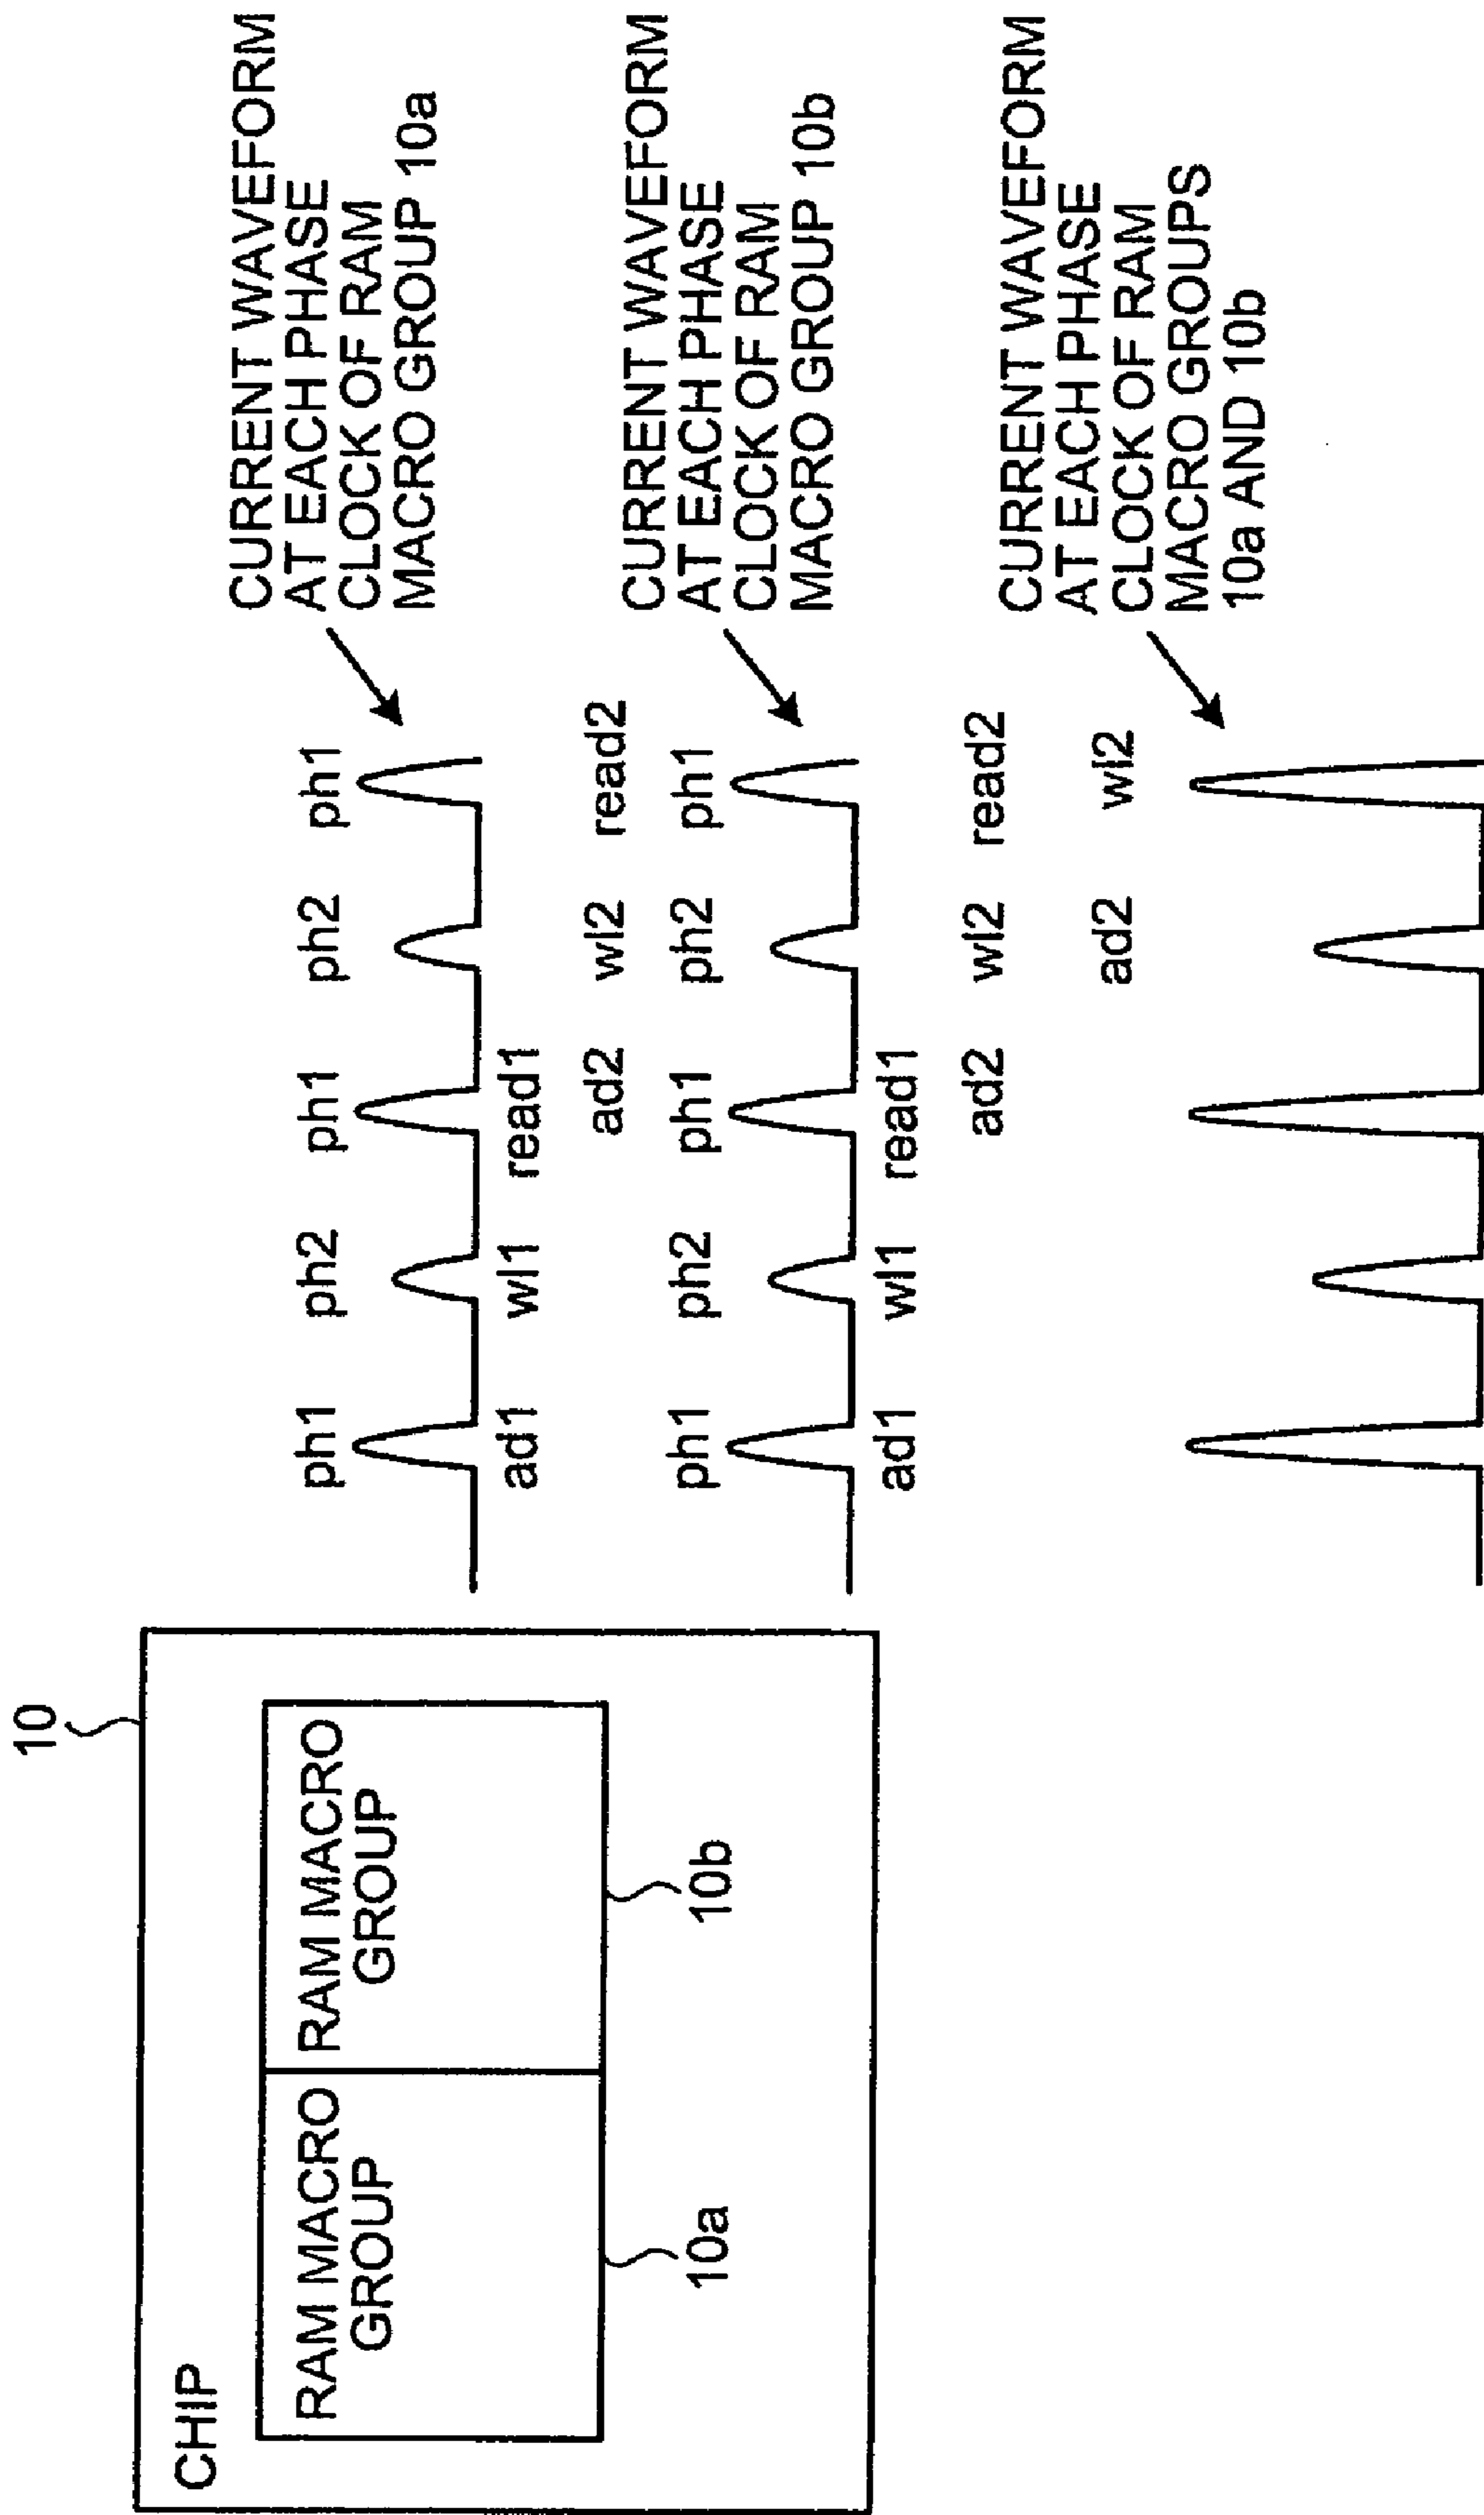 10
CHIP
RAM MACRO
GROUP
RAM MACRO
GROUP
10a
10b
ph1 ph2 ph1 ph2 ph1
CURRENT WAVEFORM
AT EACH PHASE
CLOCK OF RAM
MACRO GROUP 10a
ad1 wl1 read1
ad2 wl2 read2
ph1 ph2 ph1 ph2 ph1
CURRENT WAVEFORM
AT EACH PHASE
CLOCK OF RAM
MACRO GROUP 10b
ad1 wl1 read1
ad2 wl2 read2
ad2 wl2
CURRENT WAVEFORM
AT EACH PHASE
CLOCK OF RAM
MACRO GROUPS
10a AND 10b